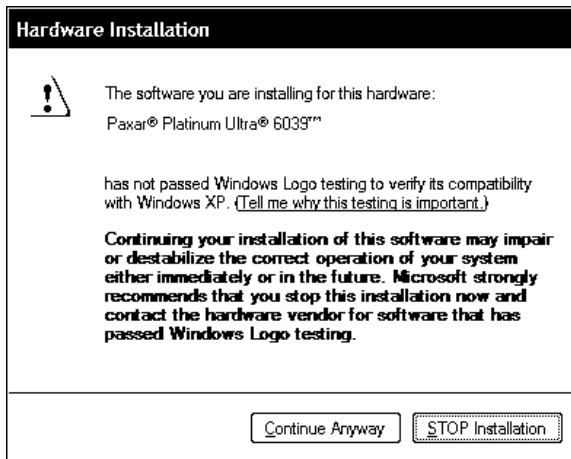 Hardware Installation
The software you are installing for this hardware:
Paxar® Platinum Ultra® 6039™
has not passed Windows Logo testing to verify its compatibility
with Windows XP. (Tell me why this testing is important.)
Continuing your installation of this software may impair
or destabilize the correct operation of your system
either immediately or in the future. Microsoft strongly
recommends that you stop this installation now and
contact the hardware vendor for software that has
passed Windows Logo testing.
Continue Anyway STOP Installation